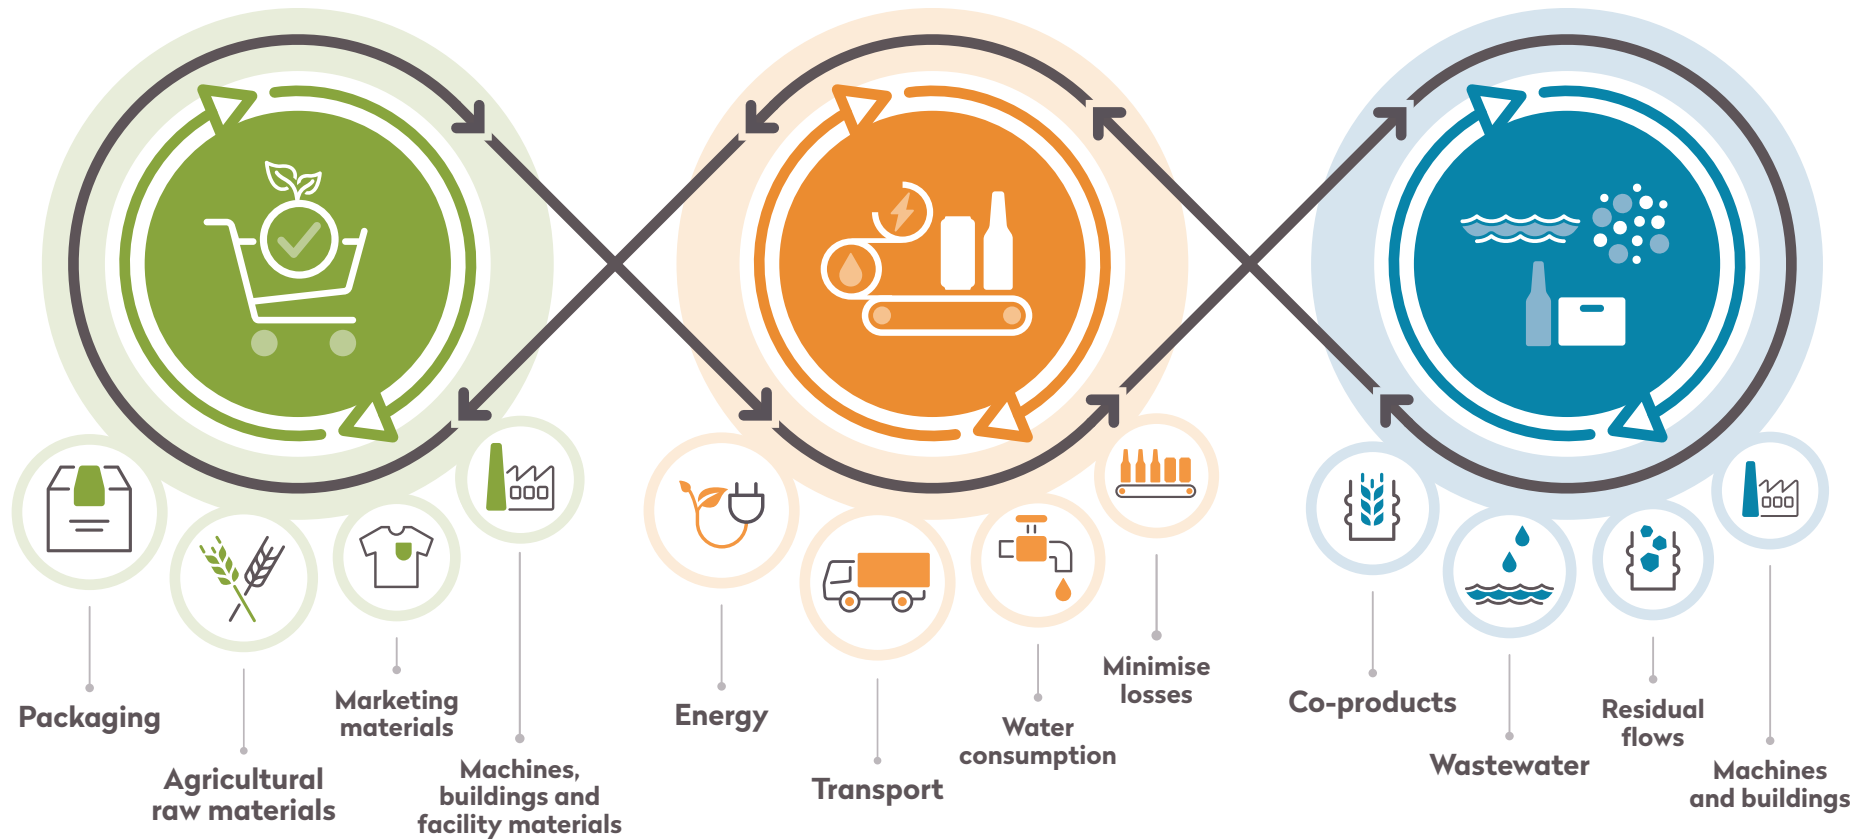 Packaging
Agricultural
raw materials
Marketing
materials
Machines,
buildings and
facility materials
Energy
Transport
Water
consumption
Minimise
losses
Co-products
Wastewater
Residual
flows
Machines
and buildings